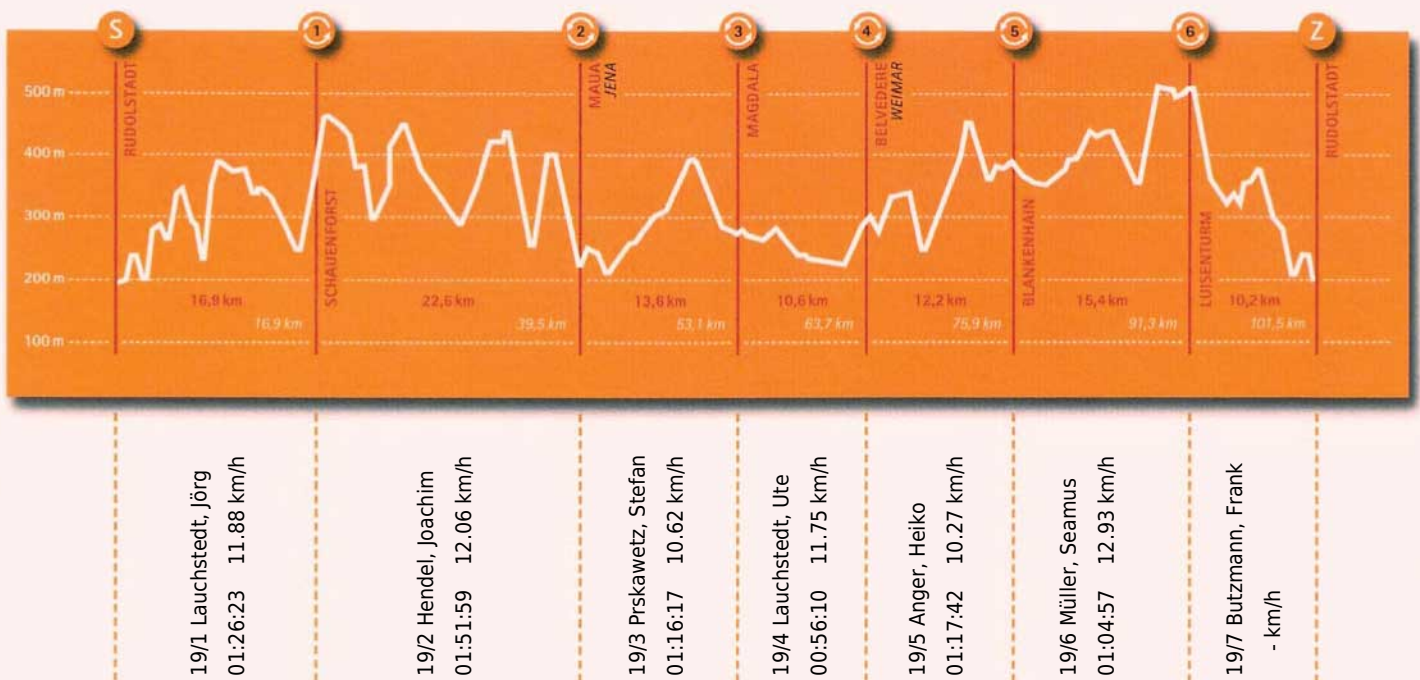 S
1
2
3
4
5
6
Z
500 m
400 m
300 m
200 m
100 m
RUDOLSTADT
SCHAUENFORST
MAUA
JENA
MAGDALA
BELVEDERE
WEIMAR
BLANKENHAIN
LUISENTURM
RUDOLSTADT
16,9 km
22,6 km
13,6 km
10,6 km
12,2 km
15,4 km
10,2 km
16,9 km
39,5 km
53,1 km
63,7 km
75,9 km
91,3 km
101,5 km
19/1 Lauchstedt, Jörg
01:26:23 11.88 km/h
19/2 Hendel, Joachim
01:51:59 12.06 km/h
19/3 Prskawetz, Stefan
01:16:17 10.62 km/h
19/4 Lauchstedt, Ute
00:56:10 11.75 km/h
19/5 Anger, Heiko
01:17:42 10.27 km/h
19/6 Müller, Seamus
01:04:57 12.93 km/h
19/7 Butzmann, Frank
- km/h